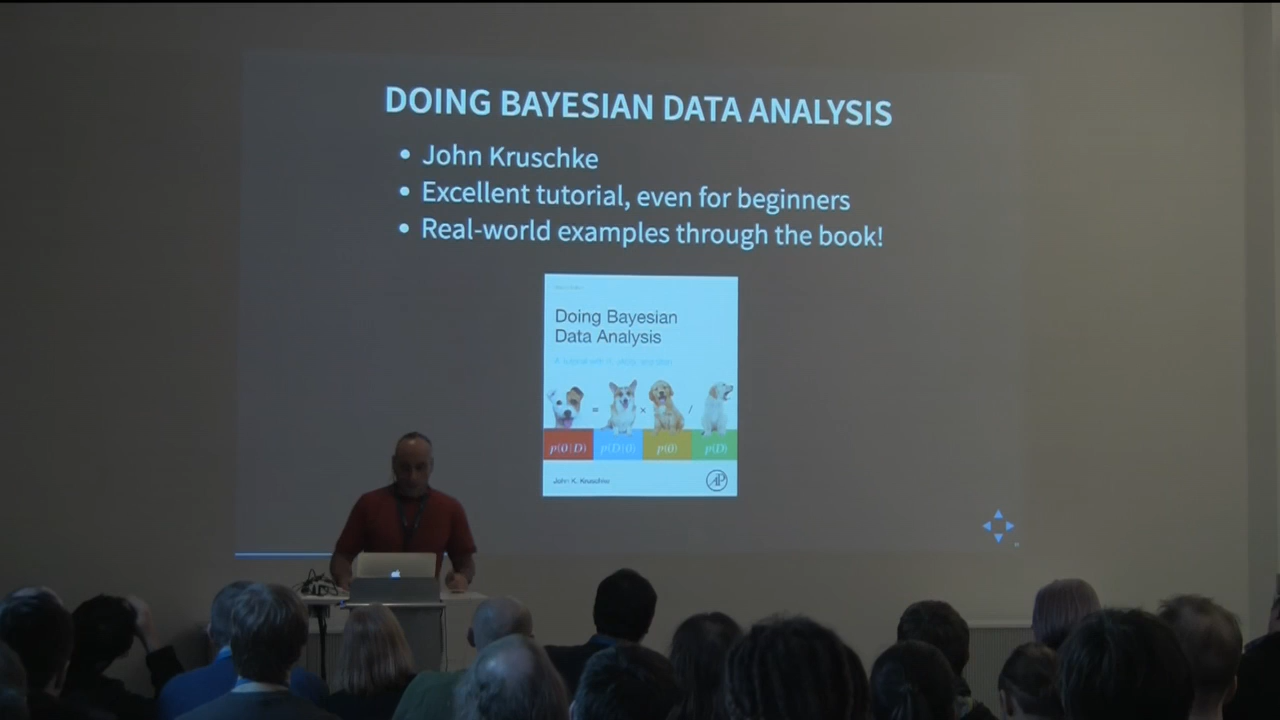 DOING BAYESIAN DATA ANALYSIS
• John Kruschke
• Excellent tutorial, even for beginners
• Real-world examples through the book!
Doing Bayesian
Data Analysis
= × /
p(θ|D) p(D|θ) p(θ) p(D)
John K. Kruschke
AP